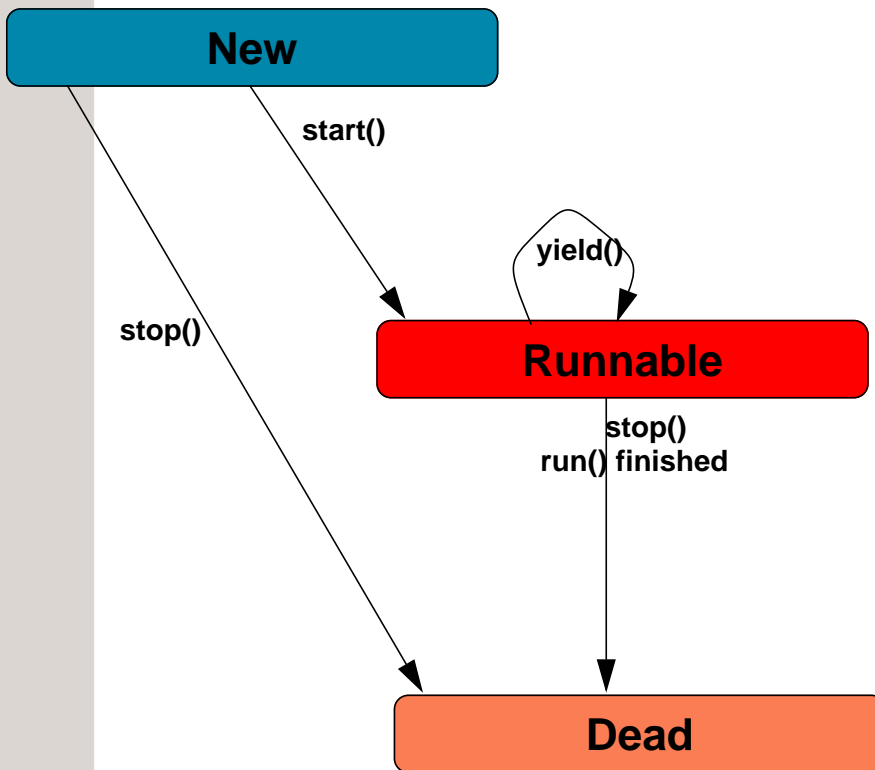 New
start()
yield()
stop()
Runnable
stop()
run() finished
Dead